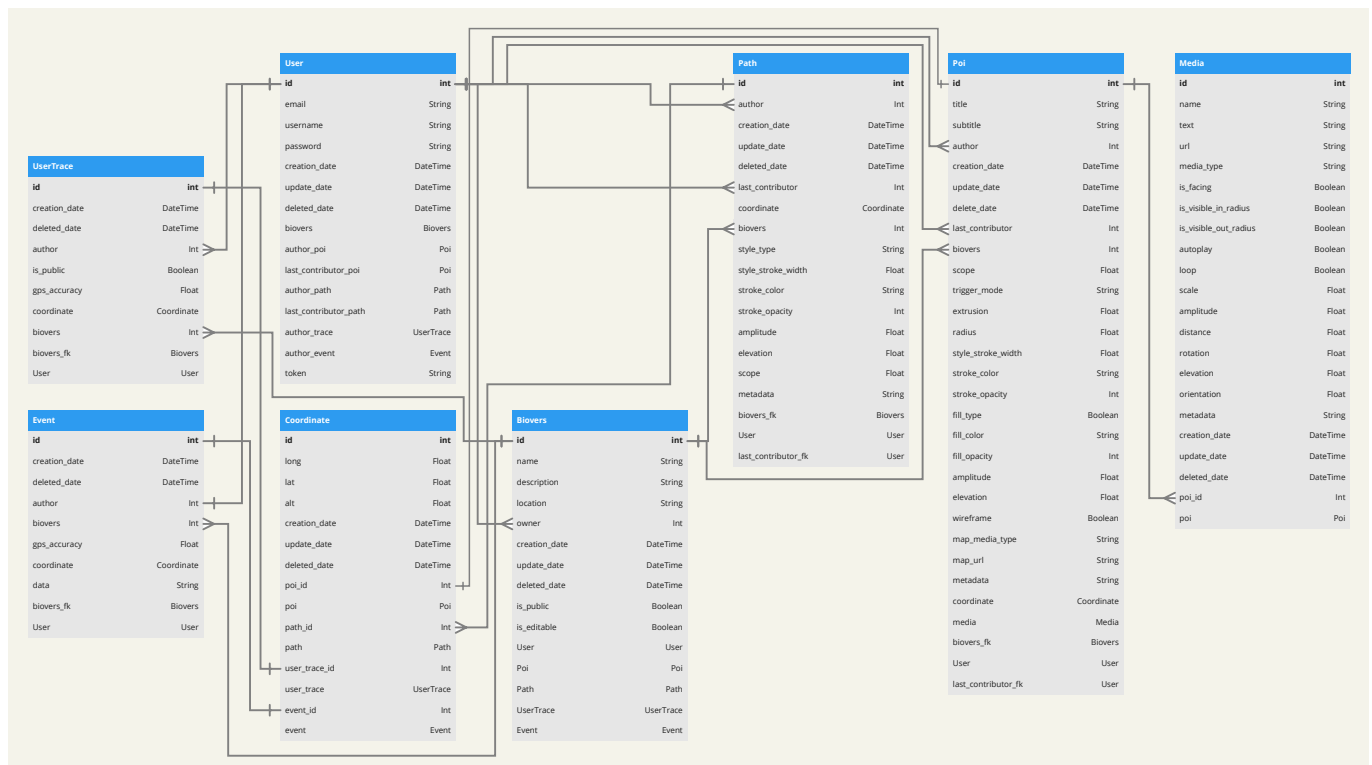 User
id int
email String
username String
password String
creation_date DateTime
update_date DateTime
deleted_date DateTime
biovers Biovers
author_poi Poi
last_contributor_poi Poi
author_path Path
last_contributor_path Path
author_trace UserTrace
author_event Event
token String
Path
id int
author Int
creation_date DateTime
update_date DateTime
deleted_date DateTime
last_contributor Int
coordinate Coordinate
biovers Int
style_type String
style_stroke_width Float
stroke_color String
stroke_opacity Int
amplitude Float
elevation Float
scope Float
metadata String
biovers_fk Biovers
User User
last_contributor_fk User
Poi
id int
title String
subtitle String
author Int
creation_date DateTime
update_date DateTime
delete_date DateTime
last_contributor Int
biovers Int
scope Float
trigger_mode String
extrusion Float
radius Float
style_stroke_width Float
stroke_color String
stroke_opacity Int
fill_type Boolean
fill_color String
fill_opacity Int
amplitude Float
elevation Float
wireframe Boolean
map_media_type String
map_url String
metadata String
coordinate Coordinate
media Media
biovers_fk Biovers
User User
last_contributor_fk User
Media
id int
name String
text String
url String
media_type String
is_facing Boolean
is_visible_in_radius Boolean
is_visible_out_radius Boolean
autoplay Boolean
loop Boolean
scale Float
amplitude Float
distance Float
rotation Float
elevation Float
orientation Float
metadata String
creation_date DateTime
update_date DateTime
deleted_date DateTime
poi_id Int
poi Poi
UserTrace
id int
creation_date DateTime
deleted_date DateTime
author Int
is_public Boolean
gps_accuracy Float
coordinate Coordinate
biovers Int
biovers_fk Biovers
User User
Event
id int
creation_date DateTime
deleted_date DateTime
author Int
biovers Int
gps_accuracy Float
coordinate Coordinate
data String
biovers_fk Biovers
User User
Coordinate
id int
long Float
lat Float
alt Float
creation_date DateTime
update_date DateTime
deleted_date DateTime
poi_id Int
poi Poi
path_id Int
path Path
user_trace_id Int
user_trace UserTrace
event_id Int
event Event
Biovers
id int
name String
description String
location String
owner Int
creation_date DateTime
update_date DateTime
deleted_date DateTime
is_public Boolean
is_editable Boolean
User User
Poi Poi
Path Path
UserTrace UserTrace
Event Event